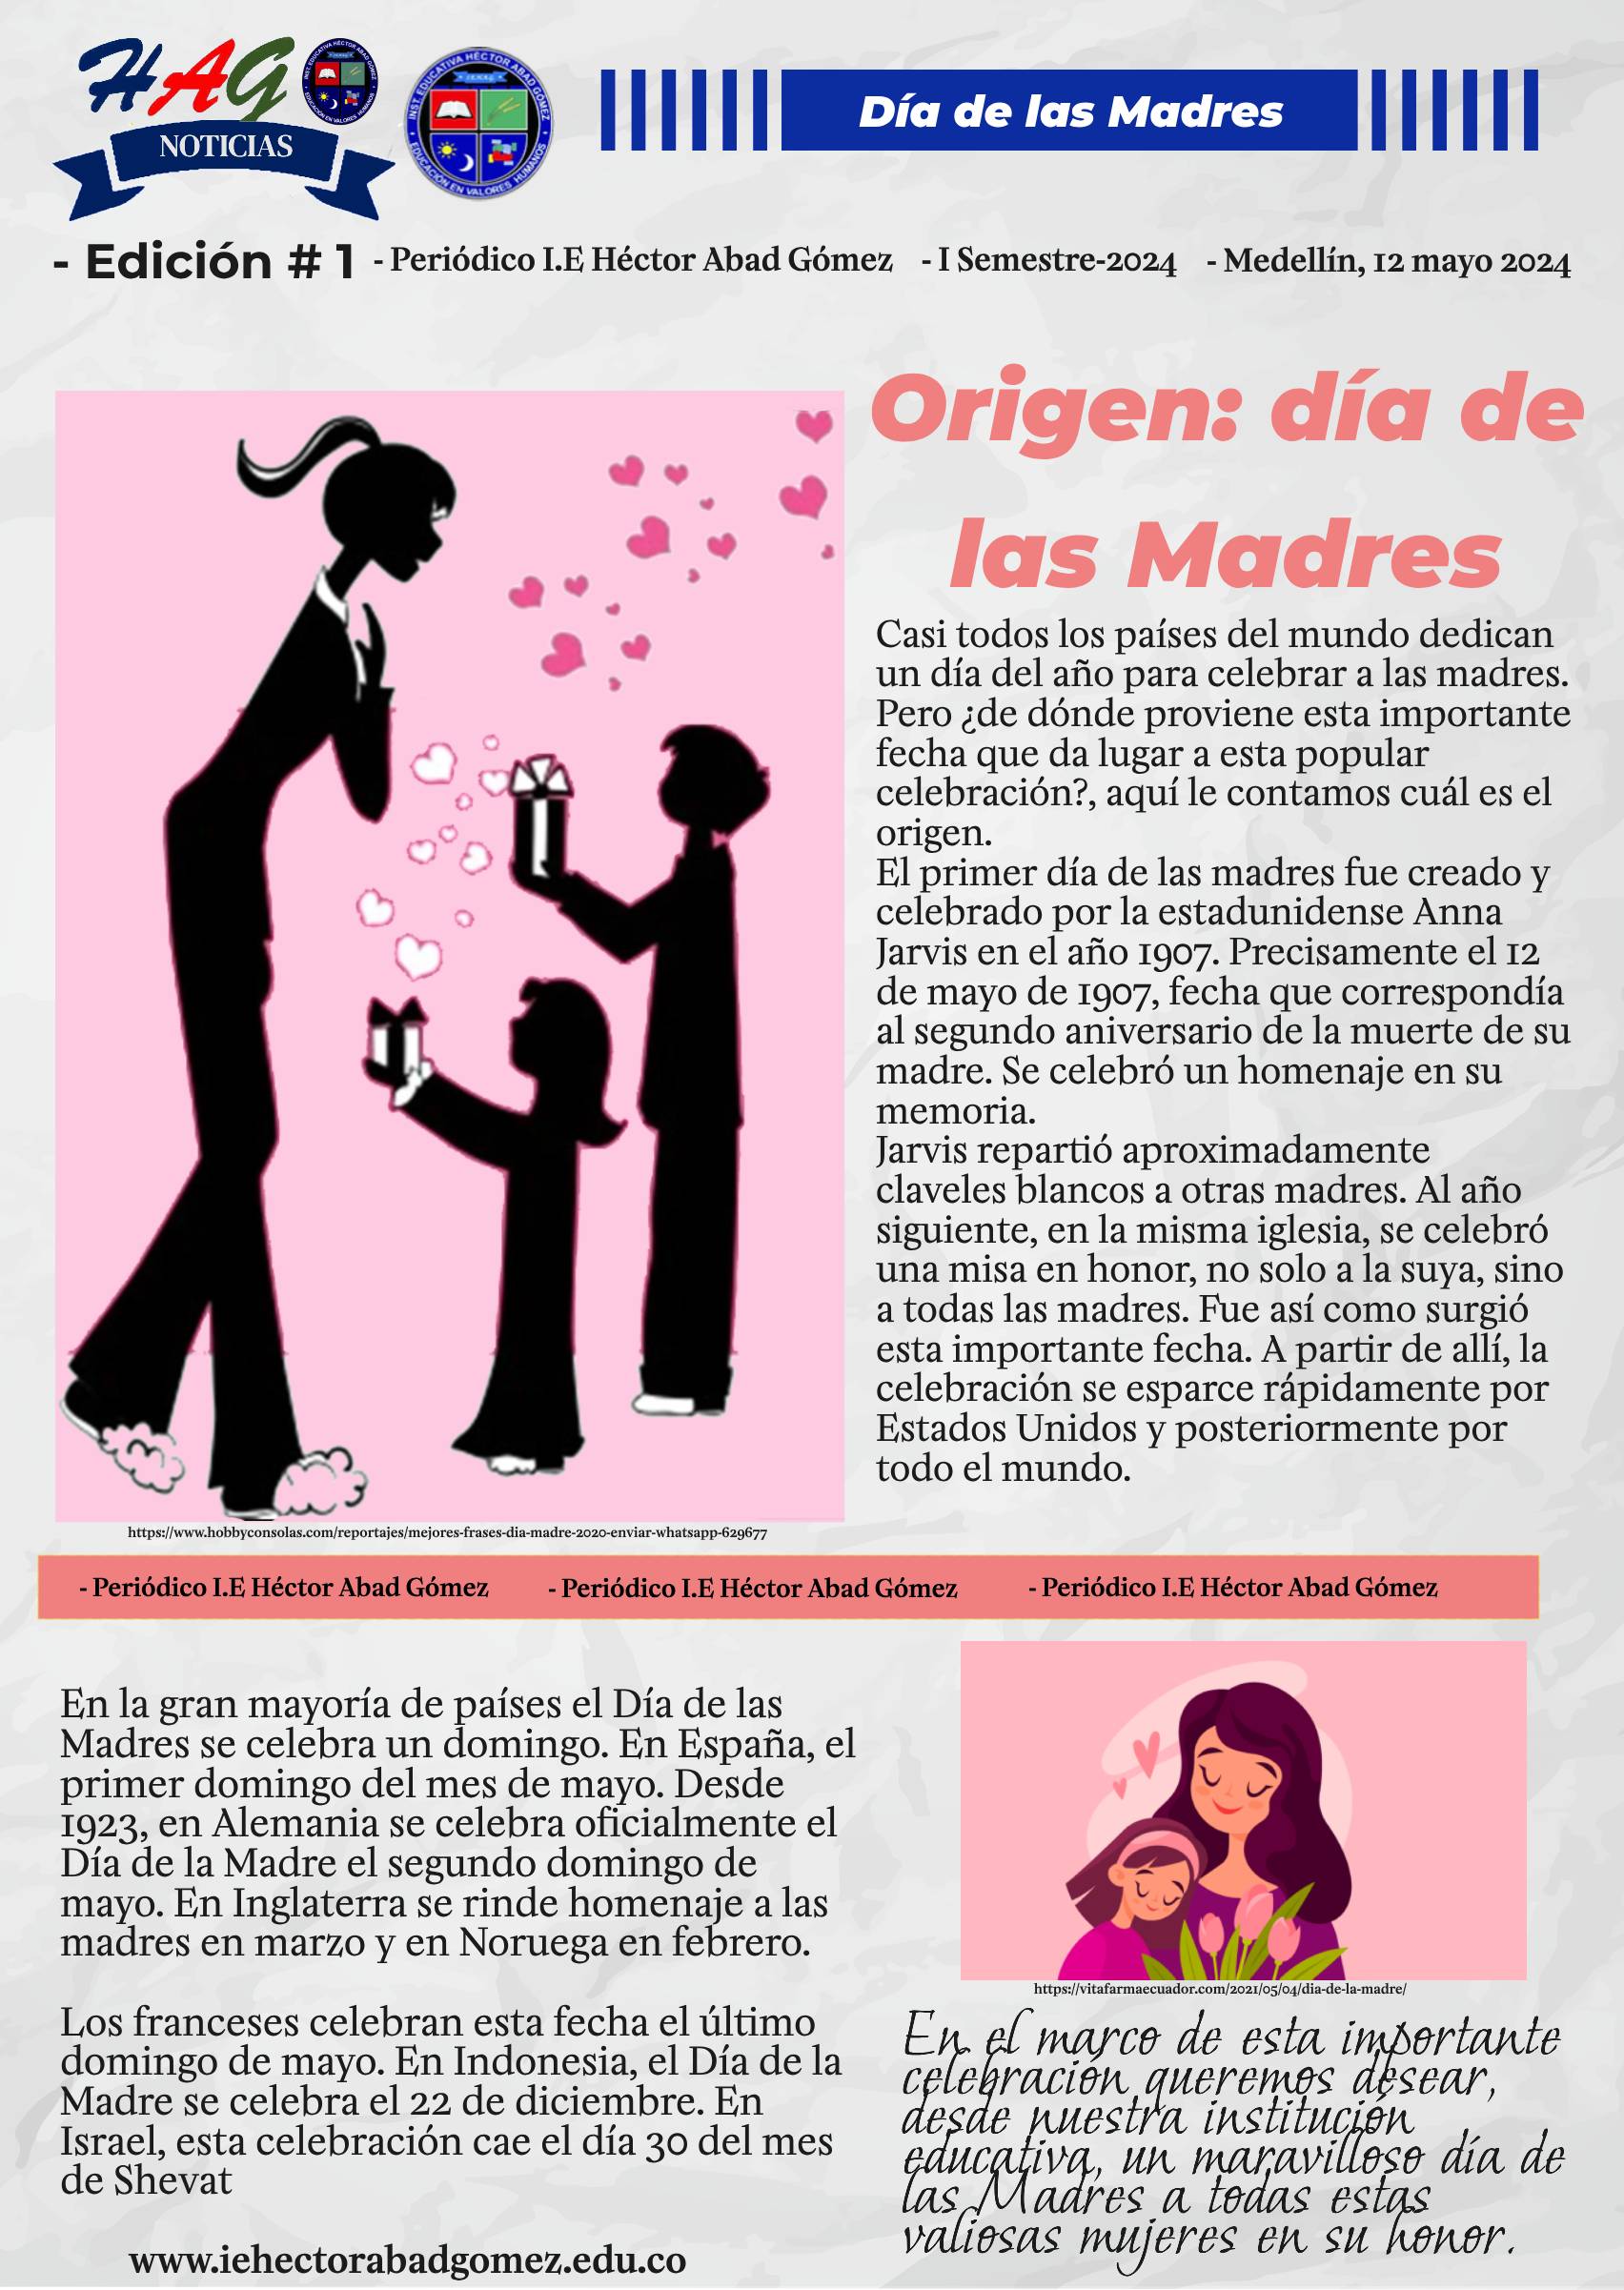 HAG
NOTICIAS
INST. EDUCATIVA HÉCTOR ABAD GÓMEZ
EDUCACIÓN EN VALORES HUMANOS
INST. EDUCATIVA HÉCTOR ABAD GÓMEZ
EDUCACIÓN EN VALORES HUMANOS
Día de las Madres
- Edición # 1 - Periódico I.E Héctor Abad Gómez - I Semestre-2024 - Medellín, 12 mayo 2024
Origen: día de
las Madres
Casi todos los países del mundo dedican
un día del año para celebrar a las madres.
Pero ¿de dónde proviene esta importante
fecha que da lugar a esta popular
celebración?, aquí le contamos cuál es el
origen.
El primer día de las madres fue creado y
celebrado por la estadunidense Anna
Jarvis en el año 1907. Precisamente el 12
de mayo de 1907, fecha que correspondía
al segundo aniversario de la muerte de su
madre. Se celebró un homenaje en su
memoria.
Jarvis repartió aproximadamente
claveles blancos a otras madres. Al año
siguiente, en la misma iglesia, se celebró
una misa en honor, no solo a la suya, sino
a todas las madres. Fue así como surgió
esta importante fecha. A partir de allí, la
celebración se esparce rápidamente por
Estados Unidos y posteriormente por
todo el mundo.
https://www.hobbyconsolas.com/reportajes/mejores-frases-dia-madre-2020-enviar-whatsapp-629677
- Periódico I.E Héctor Abad Gómez - Periódico I.E Héctor Abad Gómez - Periódico I.E Héctor Abad Gómez
En la gran mayoría de países el Día de las
Madres se celebra un domingo. En España, el
primer domingo del mes de mayo. Desde
1923, en Alemania se celebra oficialmente el
Día de la Madre el segundo domingo de
mayo. En Inglaterra se rinde homenaje a las
madres en marzo y en Noruega en febrero.
Los franceses celebran esta fecha el último
domingo de mayo. En Indonesia, el Día de la
Madre se celebra el 22 de diciembre. En
Israel, esta celebración cae el día 30 del mes
de Shevat
www.iehectorabadgomez.edu.co
https://vitafarmaecuador.com/2021/05/04/dia-de-la-madre/
En el marco de esta importante
celebración queremos desear,
desde nuestra institución
educativa, un maravilloso día de
las Madres a todas estas
valiosas mujeres en su honor.